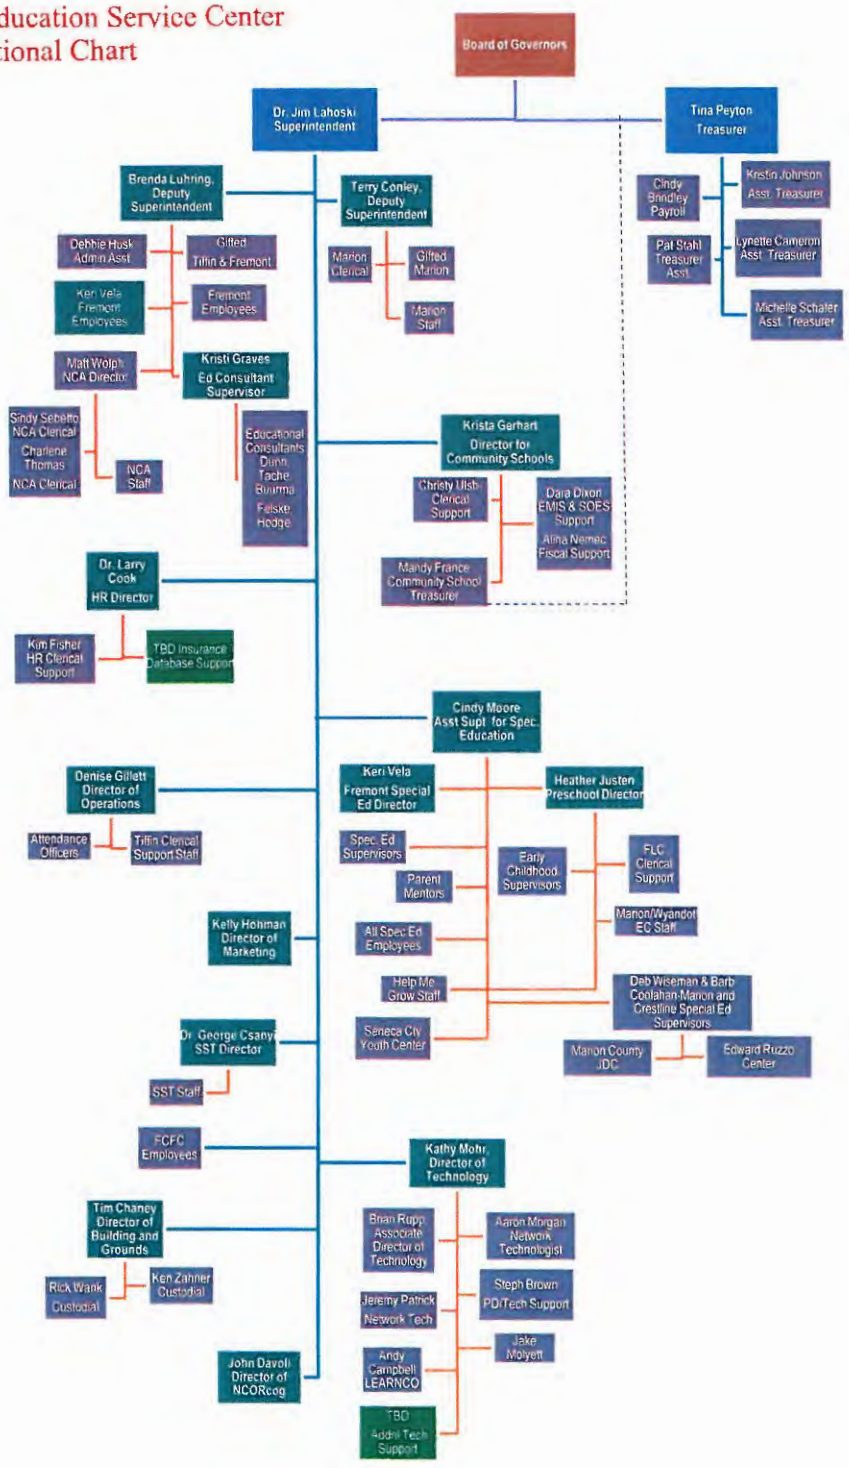 ducation Service Center
tional Chart
Board of Governors
Dr. Jim Lahoski
Superintendent
Tina Peyton
Treasurer
Brenda Luhring,
Deputy
Superintendent
Terry Conley,
Deputy
Superintendent
Cindy
Brindley
Payroll
Kristin Johnson
Asst. Treasurer
Debbie Husk
Admin Asst.
Gifted
Tiffin & Fremont
Marion
Clerical
Gifted
Marion
Pat Stahl
Treasurer
Asst.
Lynette Cameron
Asst. Treasurer
Keri Vela
Fremont
Employees
Fremont
Employees
Marion
Staff
Michelle Schafer
Asst. Treasurer
Matt Wolph
NCA Director
Kristi Graves
Ed Consultant
Supervisor
Sindy Sebetto
NCA Clerical
Charlene
Thomas
NCA Clerical
NCA
Staff
Educational
Consultants
Dunn
Tache
Buurma
Felske
Hodge
Krista Gerhart
Director for
Community Schools
Christy Ulsh
Clerical
Support
Dara Dixon
EMIS & SOES
Support
Alina Nemec
Fiscal Support
Mandy France
Community School
Treasurer
Dr. Larry
Cook
HR Director
Kim Fisher
HR Clerical
Support
TBD Insurance
Database Support
Cindy Moore
Asst Supt. for Spec.
Education
Denise Gillett
Director of
Operations
Keri Vela
Fremont Special
Ed Director
Heather Justen
Preschool Director
Attendance
Officers
Tiffin Clerical
Support Staff
Spec. Ed
Supervisors
Early
Childhood
Supervisors
FLC
Clerical
Support
Parent
Mentors
Marion/Wyandot
EC Staff
Kelly Hohman
Director of
Marketing
All Spec Ed
Employees
Help Me
Grow Staff
Deb Wiseman & Barb
Coolahan-Marion and
Crestline Special Ed
Supervisors
Dr. George Csanyi
SST Director
Seneca Cty
Youth Center
Marion County
JDC
Edward Ruzzo
Center
SST Staff
FCFC
Employees
Kathy Mohr,
Director of
Technology
Tim Chaney
Director of
Building and
Grounds
Brian Rupp
Associate
Director of
Technology
Aaron Morgan
Network
Technologist
Rick Wank
Custodial
Ken Zahner
Custodial
Jeremy Patrick
Network Tech
Steph Brown
PD/Tech Support
Jake
Molyett
John Davoli
Director of
NCORcog
Andy
Campbell
LEARNCO
TBD
Addnl Tech
Support